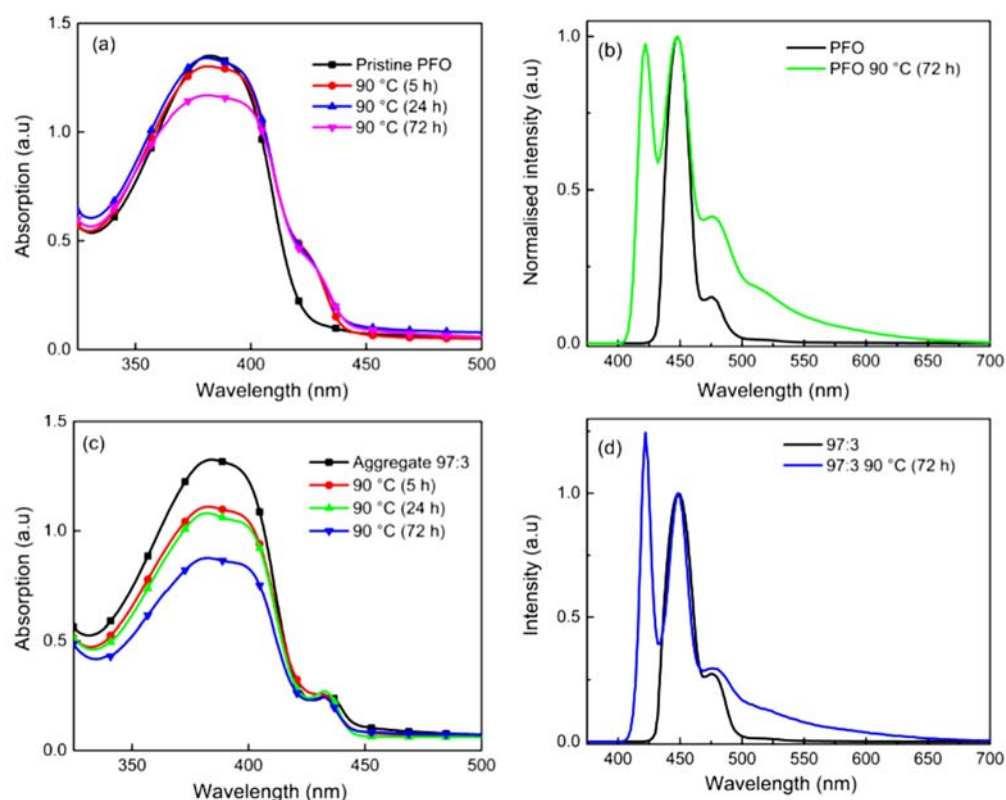 (a)
Pristine PFO
90 °C (5 h)
90 °C (24 h)
90 °C (72 h)
Absorption (a.u)
1.5
1.0
0.5
0.0
350
400
450
500
Wavelength (nm)
(b)
PFO
PFO 90 °C (72 h)
Normalised intensity (a.u)
1.0
0.5
0.0
400
450
500
550
600
650
700
Wavelength (nm)
(c)
Aggregate 97:3
90 °C (5 h)
90 °C (24 h)
90 °C (72 h)
Absorption (a.u)
1.5
1.0
0.5
0.0
350
400
450
500
Wavelength (nm)
(d)
97:3
97:3 90 °C (72 h)
Intensity (a.u)
1.0
0.5
0.0
400
450
500
550
600
650
700
Wavelength (nm)